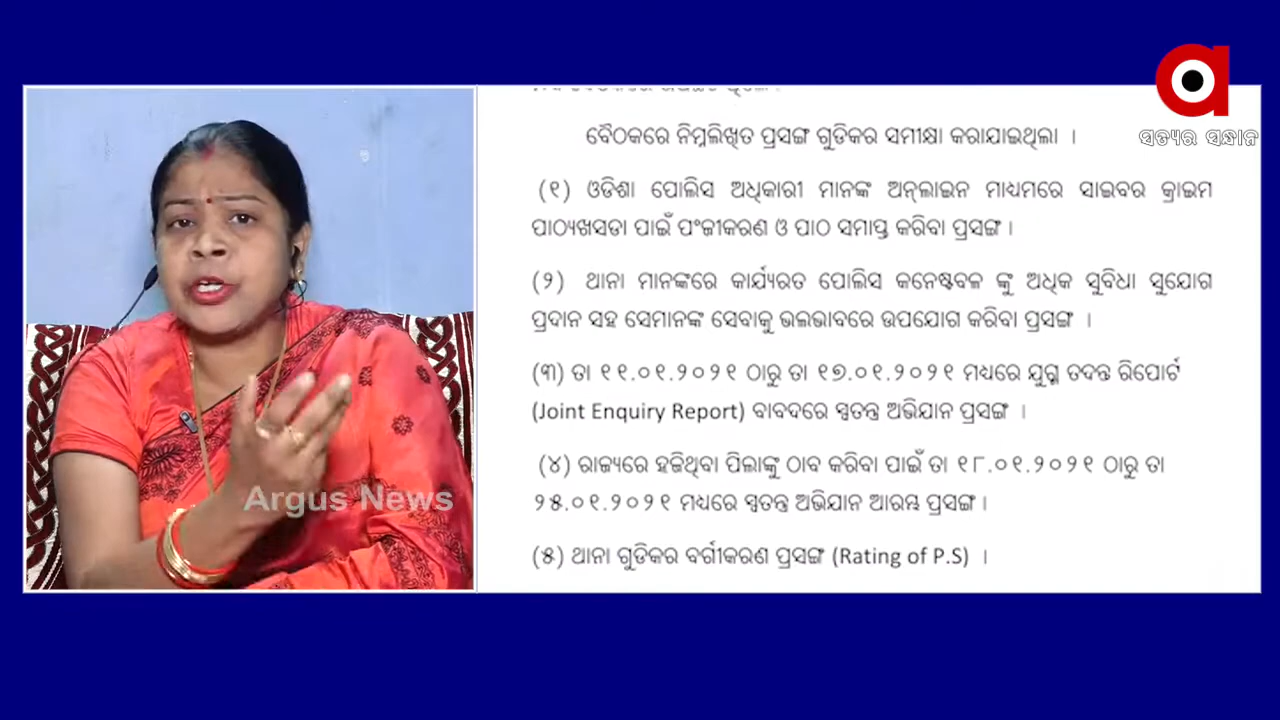 ସତ୍ୟର ସନ୍ଧାନ
ବୈଠକରେ ନିମ୍ନଲିଖିତ ପ୍ରସଙ୍ଗ ଗୁଡିକର ସମୀକ୍ଷା କରାଯାଇଥିଲା ।
(୧) ଓଡିଶା ପୋଲିସ ଅଧିକାରୀ ମାନଙ୍କ ଅନ୍‌ଲାଇନ ମାଧ୍ୟମରେ ସାଇବର କ୍ରାଇମ
ପାଠ୍ୟଖସଡା ପାଇଁ ପଂଜୀକରଣ ଓ ପାଠ ସମାପ୍ତ କରିବା ପ୍ରସଙ୍ଗ ।
(୨) ଥାନା ମାନଙ୍କରେ କାର୍ଯ୍ୟରତ ପୋଲିସ କନେଷ୍ଟବଳ ଙ୍କୁ ଅଧିକ ସୁବିଧା ସୁଯୋଗ
ପ୍ରଦାନ ସହ ସେମାନଙ୍କ ସେବାକୁ ଭଲଭାବରେ ଉପଯୋଗ କରିବା ପ୍ରସଙ୍ଗ ।
(୩) ତା ୧୧.୦୧.୨୦୨୧ ଠାରୁ ତା ୧୭.୦୧.୨୦୨୧ ମଧ୍ୟରେ ଯୁଗ୍ମ ତଦନ୍ତ ରିପୋର୍ଟ
(Joint Enquiry Report) ବାବଦରେ ସ୍ୱତନ୍ତ୍ର ଅଭିଯାନ ପ୍ରସଙ୍ଗ ।
(୪) ରାଜ୍ୟରେ ହଜିଥିବା ପିଲାଙ୍କୁ ଠାବ କରିବା ପାଇଁ ତା ୧୮.୦୧.୨୦୨୧ ଠାରୁ ତା
୨୫.୦୧.୨୦୨୧ ମଧ୍ୟରେ ସ୍ୱତନ୍ତ୍ର ଅଭିଯାନ ଆରମ୍ଭ ପ୍ରସଙ୍ଗ ।
(୫) ଥାନା ଗୁଡିକର ବର୍ଗୀକରଣ ପ୍ରସଙ୍ଗ (Rating of P.S) ।
Argus News